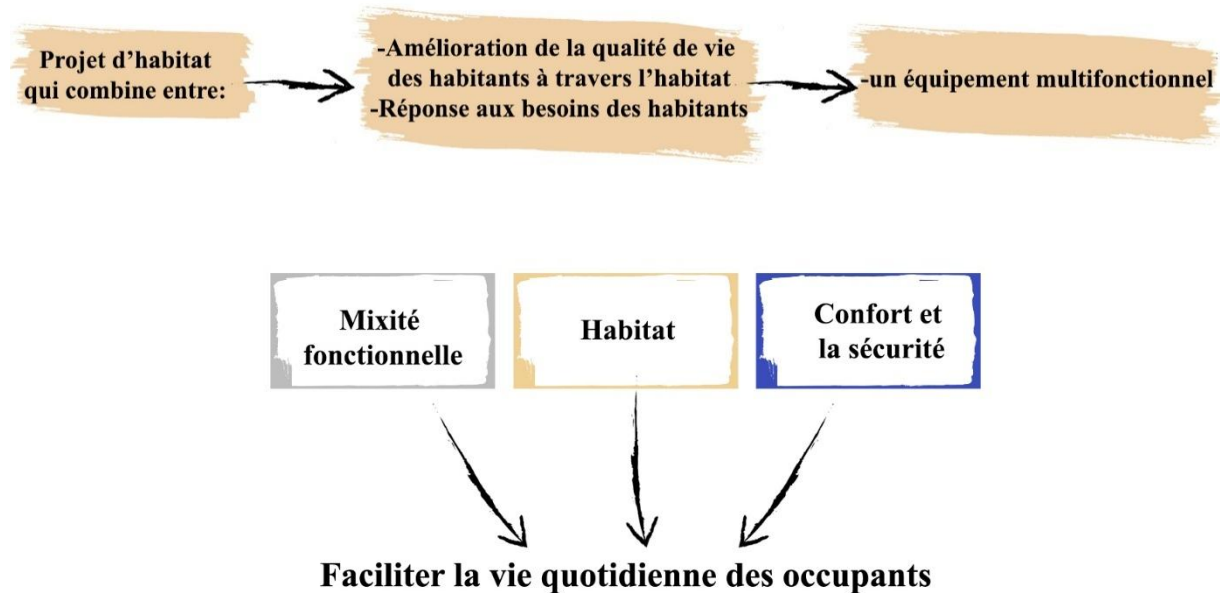 Projet d’habitat
qui combine entre:
-Amélioration de la qualité de vie
des habitants à travers l’habitat
-Réponse aux besoins des habitants
-un équipement multifonctionnel
Mixité
fonctionnelle
Habitat
Confort et
la sécurité
Faciliter la vie quotidienne des occupants